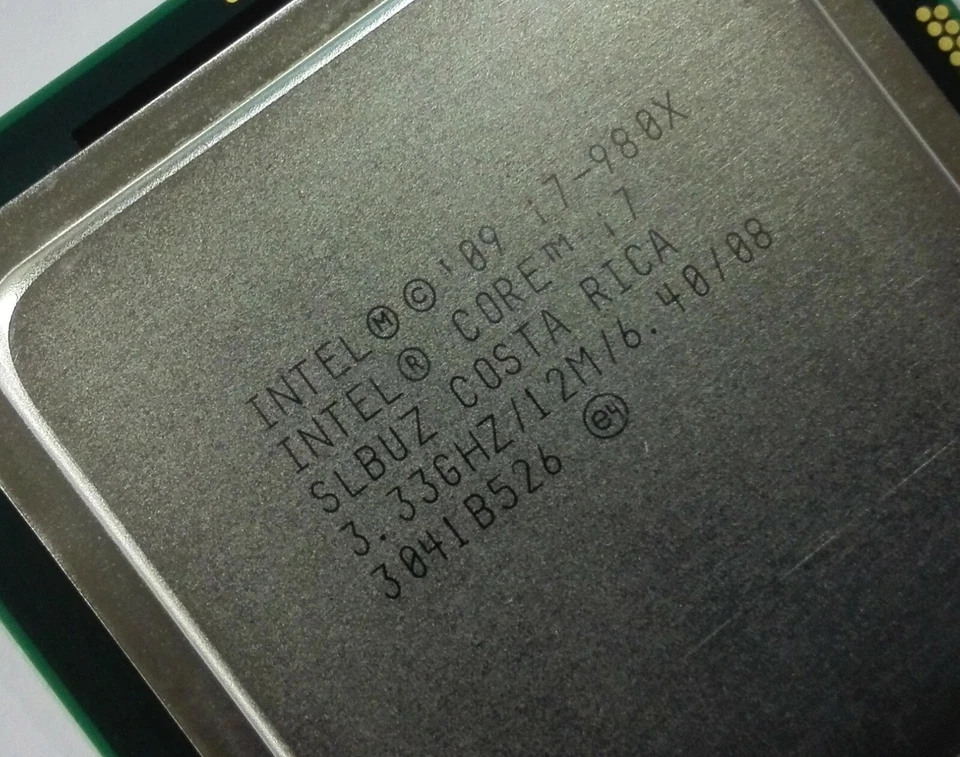 INTEL Ⓜ © '09 i7-980X
INTEL® CORE™ i7
SLBUZ COSTA RICA
3.33GHZ/12M/6.40/08
3041B526 ⓔ4